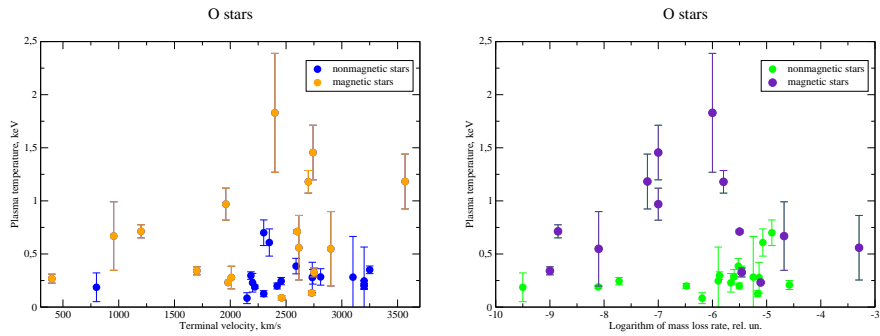 O stars
2,5
2
1,5
1
0,5
0
Plasma temperature, keV
nonmagnetic stars
magnetic stars
500 1000 1500 2000 2500 3000 3500
Terminal velocity, km/s
O stars
2,5
2
1,5
1
0,5
0
Plasma temperature, keV
nonmagnetic stars
magnetic stars
-10 -9 -8 -7 -6 -5 -4 -3
Logarithm of mass loss rate, rel. un.